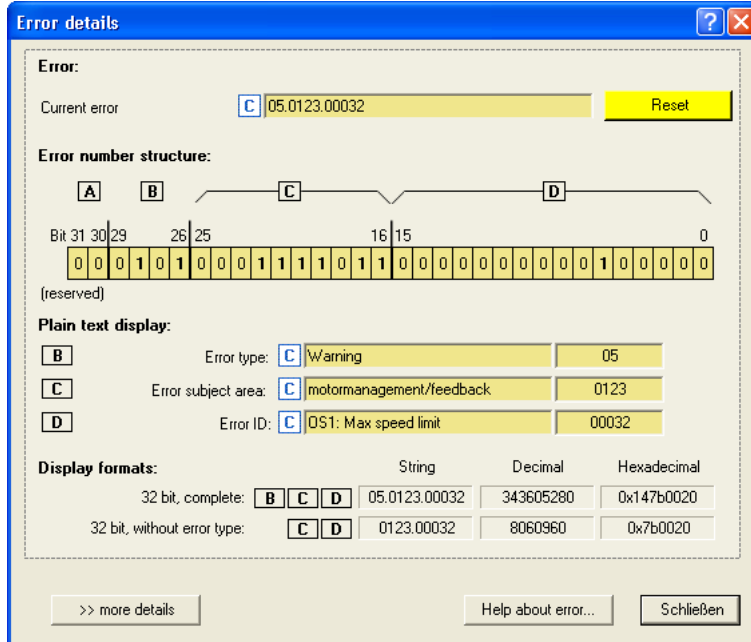 Error details
Error:
Current error C 05.0123.00032 Reset
Error number structure:
A B C D
Bit 31 30 29 26 25 16 15 0
0 0 0 1 0 1 0 0 0 1 1 1 1 0 1 1 0 0 0 0 0 0 0 0 0 0 1 0 0 0 0 0
(reserved)
Plain text display:
B Error type: C Warning 05
C Error subject area: C motormanagement/feedback 0123
D Error ID: C OS1: Max speed limit 00032
Display formats: String Decimal Hexadecimal
32 bit, complete: B C D 05.0123.00032 343605280 0x147b0020
32 bit, without error type: C D 0123.00032 8060960 0x7b0020
>> more details Help about error... Schließen